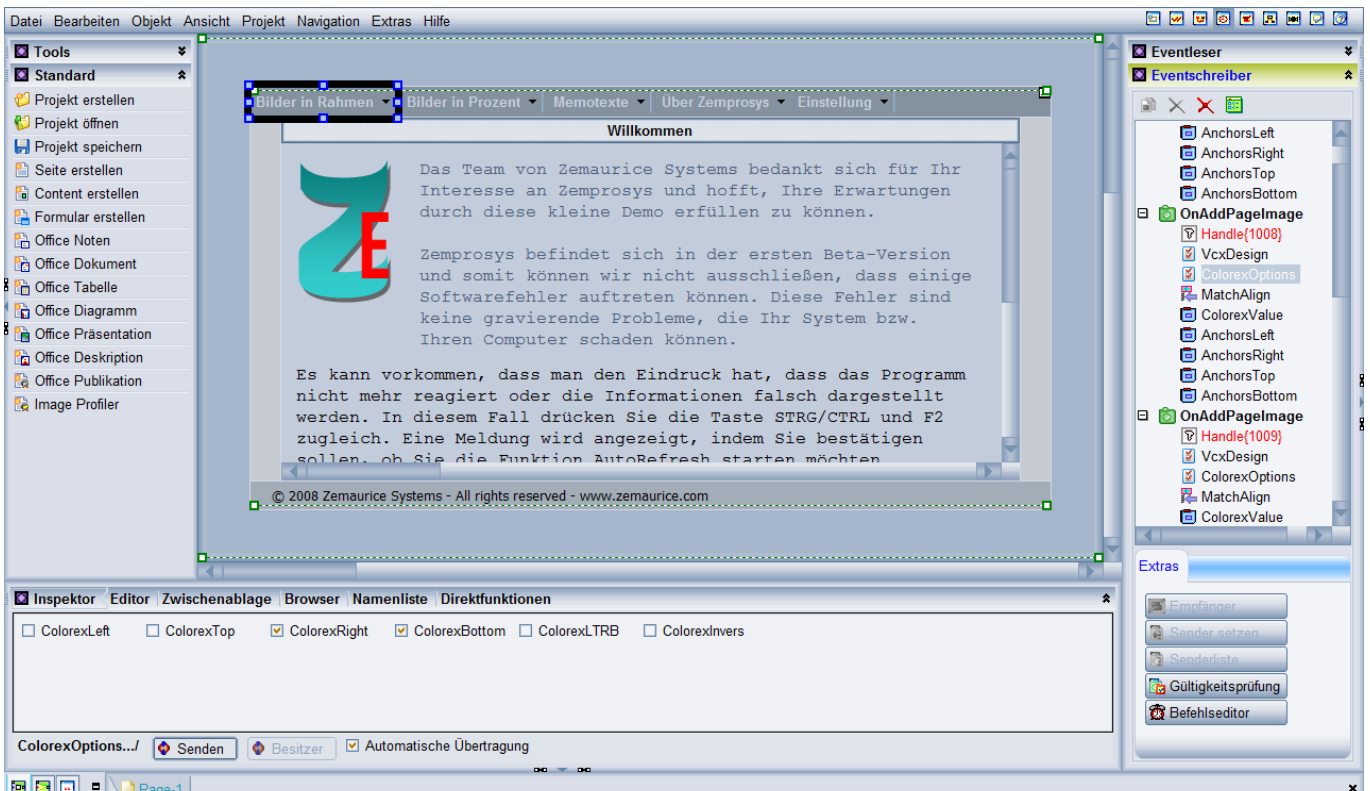 Datei Bearbeiten Objekt Ansicht Projekt Navigation Extras Hilfe
Tools
Standard
Projekt erstellen
Projekt öffnen
Projekt speichern
Seite erstellen
Content erstellen
Formular erstellen
Office Noten
Office Dokument
Office Tabelle
Office Diagramm
Office Präsentation
Office Deskription
Office Publikation
Image Profiler
Bilder in Rahmen Bilder in Prozent Memotexte Über Zemprosys Einstellung
Willkommen
ZE
Das Team von Zemaurice Systems bedankt sich für Ihr
Interesse an Zemprosys und hofft, Ihre Erwartungen
durch diese kleine Demo erfüllen zu können.
Zemprosys befindet sich in der ersten Beta-Version
und somit können wir nicht ausschließen, dass einige
Softwarefehler auftreten können. Diese Fehler sind
keine gravierende Probleme, die Ihr System bzw.
Ihren Computer schaden können.
Es kann vorkommen, dass man den Eindruck hat, dass das Programm
nicht mehr reagiert oder die Informationen falsch dargestellt
werden. In diesem Fall drücken Sie die Taste STRG/CTRL und F2
zugleich. Eine Meldung wird angezeigt, indem Sie bestätigen
sollen, ob Sie die Funktion AutoRefresh starten möchten
© 2008 Zemaurice Systems - All rights reserved - www.zemaurice.com
Eventleser
Eventschreiber
AnchorsLeft
AnchorsRight
AnchorsTop
AnchorsBottom
OnAddPageImage
Handle{1008}
VcxDesign
ColorexOptions
MatchAlign
ColorexValue
AnchorsLeft
AnchorsRight
AnchorsTop
AnchorsBottom
OnAddPageImage
Handle{1009}
VcxDesign
ColorexOptions
MatchAlign
ColorexValue
Extras
Empfänger
Sender setzen
Senderliste
Gültigkeitsprüfung
Befehlseditor
Inspektor Editor Zwischenablage Browser Namenliste Direktfunktionen
ColorexLeft ColorexTop ColorexRight ColorexBottom ColorexLTRB ColorexInvers
ColorexOptions.../ Senden Besitzer Automatische Übertragung
Page-1